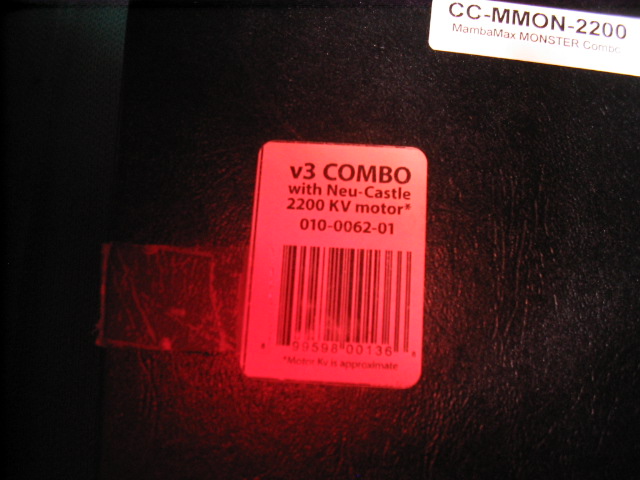 CC-MMON-2200
MambaMax MONSTER Combo
v3 COMBO
with Neu-Castle
2200 KV motor*
010-0062-01
99598 00136
*Motor Kv is approximate